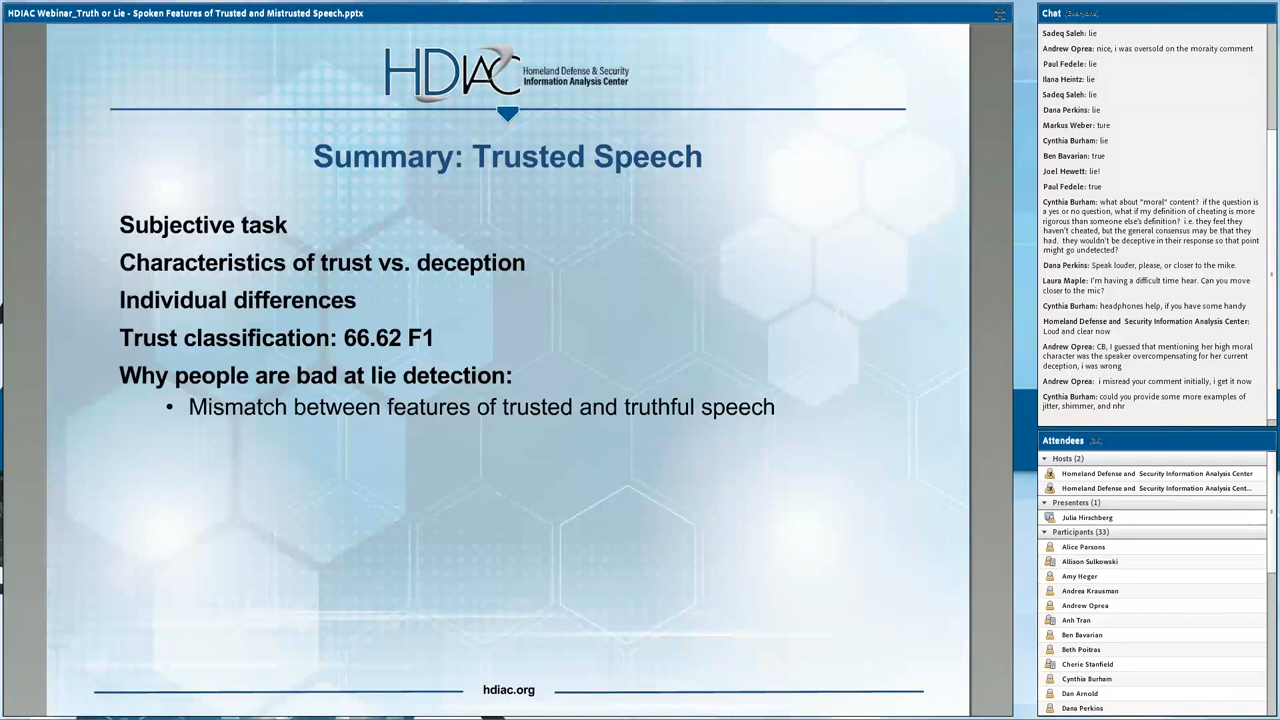 HDIAC Webinar_Truth or Lie - Spoken Features of Trusted and Mistrusted Speech.pptx
HDIAC
Homeland Defense & Security
Information Analysis Center
Summary: Trusted Speech
Subjective task
Characteristics of trust vs. deception
Individual differences
Trust classification: 66.62 F1
Why people are bad at lie detection:
• Mismatch between features of trusted and truthful speech
hdiac.org
Chat (Everyone)
Sadeq Saleh: lie
Andrew Oprea: nice, i was oversold on the moraity comment
Paul Fedele: lie
Ilana Heintz: lie
Sadeq Saleh: lie
Dana Perkins: lie
Markus Weber: ture
Cynthia Burham: lie
Ben Bavarian: true
Joel Hewett: lie!
Paul Fedele: true
Cynthia Burham: what about "moral" content? if the question is
a yes or no question, what if my definition of cheating is more
rigorous than someone else's definition? i.e. they feel they
haven't cheated, but the general consensus may be that they
had. they wouldn't be deceptive in their response so that point
might go undetected?
Dana Perkins: Speak louder, please, or closer to the mike.
Laura Maple: I'm having a difficult time hear. Can you move
closer to the mic?
Cynthia Burham: headphones help, if you have some handy
Homeland Defense and Security Information Analysis Center:
Loud and clear now
Andrew Oprea: CB, I guessed that mentioning her high moral
character was the speaker overcompensating for her current
deception, i was wrong
Andrew Oprea: i misread your comment initially, i get it now
Cynthia Burham: could you provide some more examples of
jitter, shimmer, and nhr
Attendees
Hosts (2)
Homeland Defense and Security Information Analysis Center
Homeland Defense and Security Information Analysis Cent...
Presenters (1)
Julia Hirschberg
Participants (33)
Alice Parsons
Allison Sulkowski
Amy Heger
Andrea Krausman
Andrew Oprea
Anh Tran
Ben Bavarian
Beth Poitras
Cherie Stanfield
Cynthia Burham
Dan Arnold
Dana Perkins